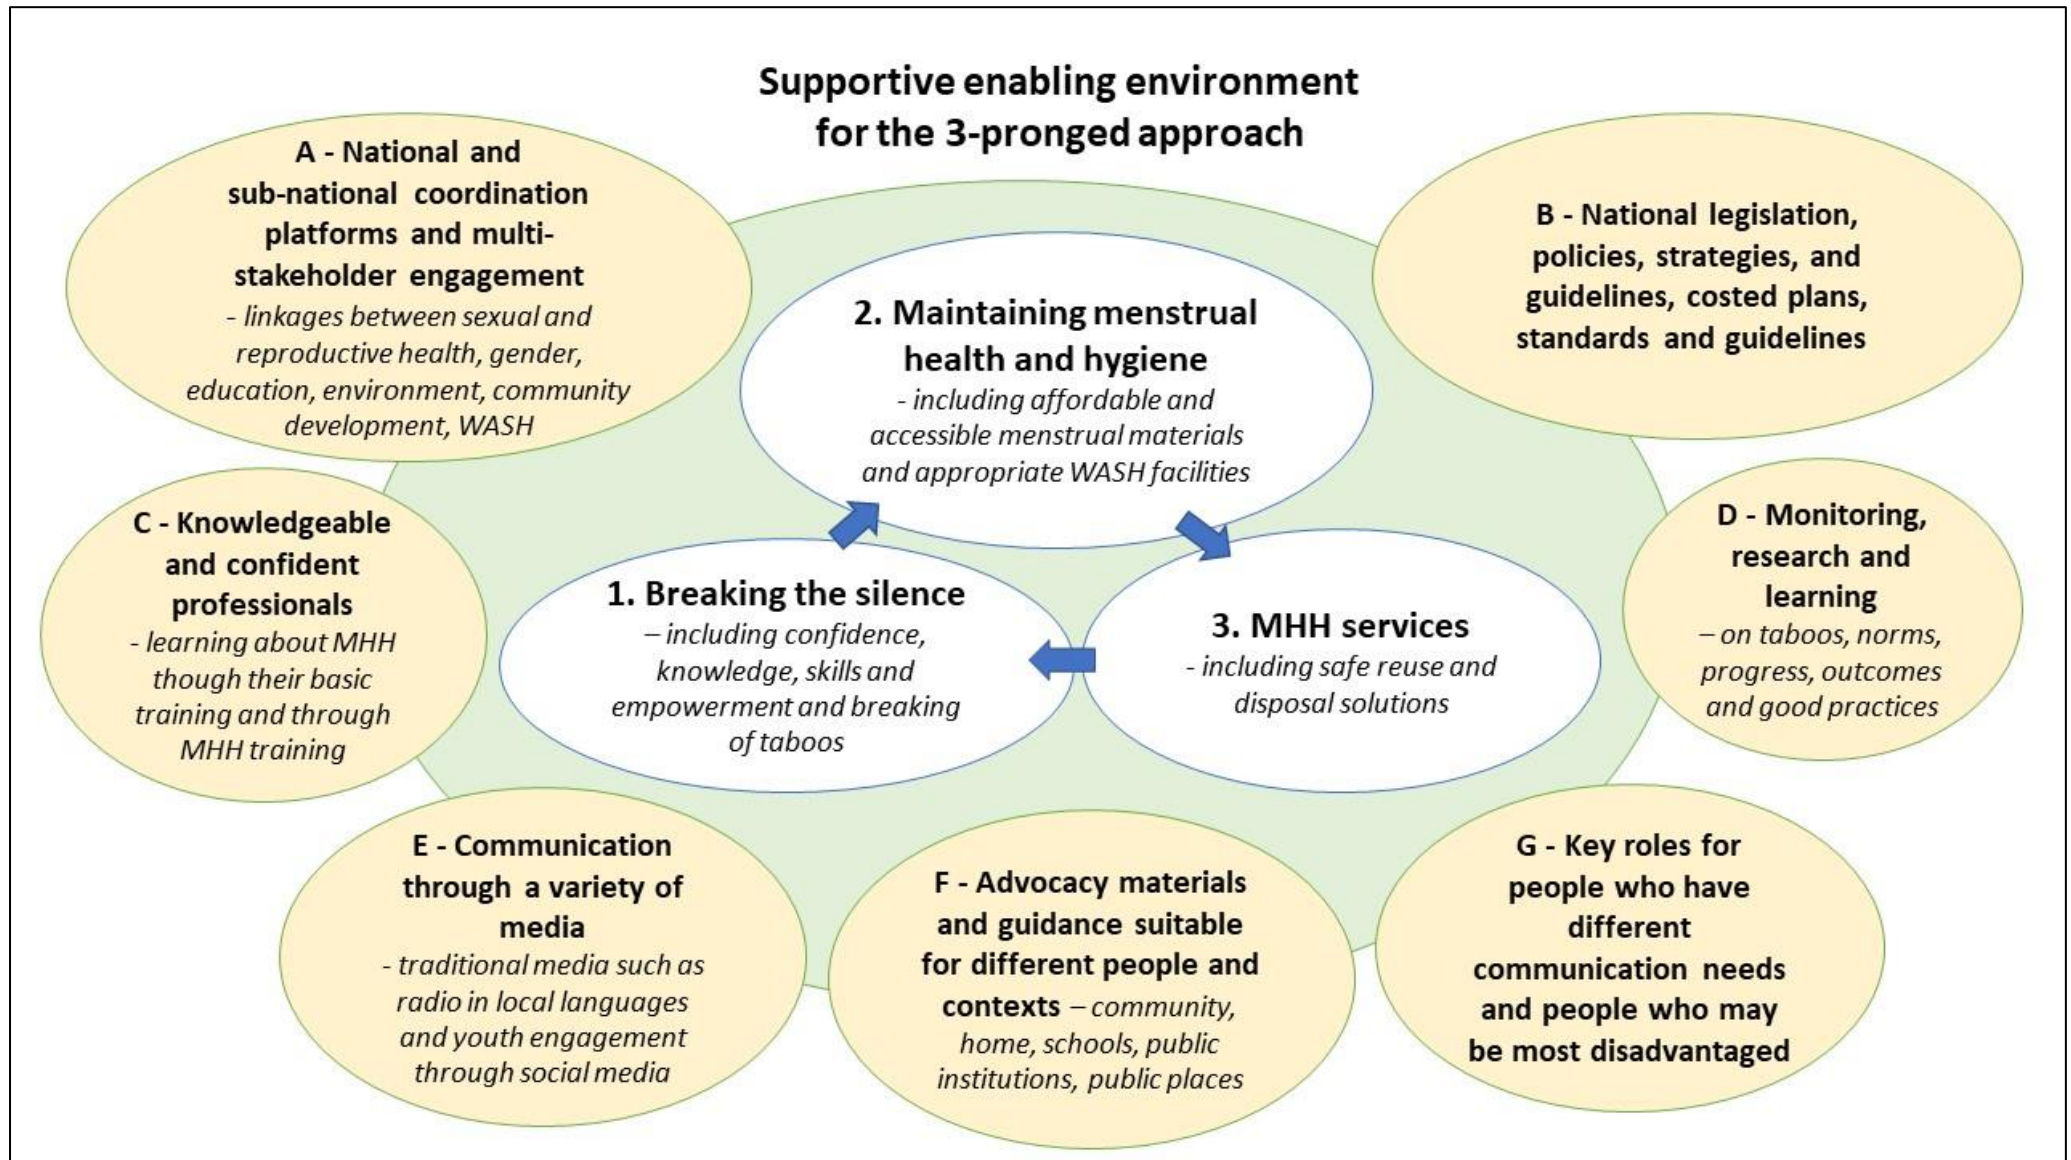 Supportive enabling environment
for the 3-pronged approach
A - National and
sub-national coordination
platforms and multi-
stakeholder engagement
- linkages between sexual and
reproductive health, gender,
education, environment, community
development, WASH
B - National legislation,
policies, strategies, and
guidelines, costed plans,
standards and guidelines
2. Maintaining menstrual
health and hygiene
- including affordable and
accessible menstrual materials
and appropriate WASH facilities
C - Knowledgeable
and confident
professionals
- learning about MHH
though their basic
training and through
MHH training
1. Breaking the silence
– including confidence,
knowledge, skills and
empowerment and breaking
of taboos
3. MHH services
- including safe reuse and
disposal solutions
D - Monitoring,
research and
learning
– on taboos, norms,
progress, outcomes
and good practices
E - Communication
through a variety of
media
- traditional media such as
radio in local languages
and youth engagement
through social media
F - Advocacy materials
and guidance suitable
for different people and
contexts – community,
home, schools, public
institutions, public places
G - Key roles for
people who have
different
communication needs
and people who may
be most disadvantaged